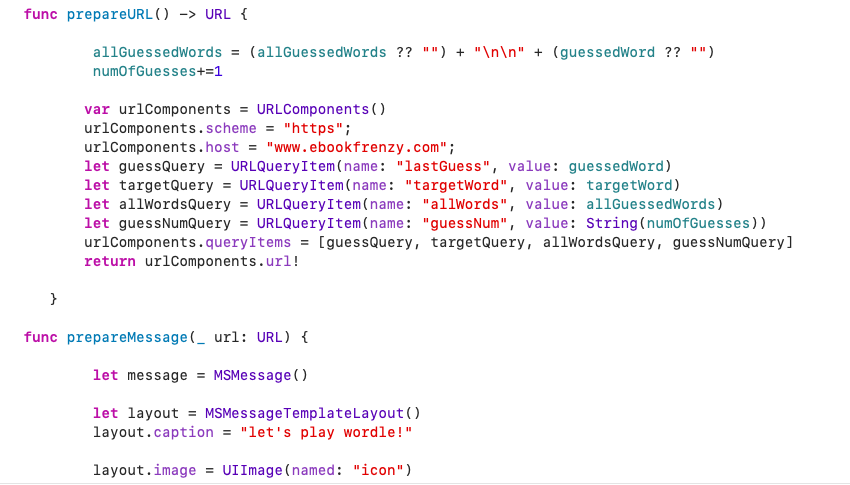 func prepareURL() -> URL {
allGuessedWords = (allGuessedWords ?? "") + "\n\n" + (guessedWord ?? "")
numOfGuesses+=1
var urlComponents = URLComponents()
urlComponents.scheme = "https";
urlComponents.host = "www.ebookfrenzy.com";
let guessQuery = URLQueryItem(name: "lastGuess", value: guessedWord)
let targetQuery = URLQueryItem(name: "targetWord", value: targetWord)
let allWordsQuery = URLQueryItem(name: "allWords", value: allGuessedWords)
let guessNumQuery = URLQueryItem(name: "guessNum", value: String(numOfGuesses))
urlComponents.queryItems = [guessQuery, targetQuery, allWordsQuery, guessNumQuery]
return urlComponents.url!
}
func prepareMessage(_ url: URL) {
let message = MSMessage()
let layout = MSMessageTemplateLayout()
layout.caption = "let's play wordle!"
layout.image = UIImage(named: "icon")